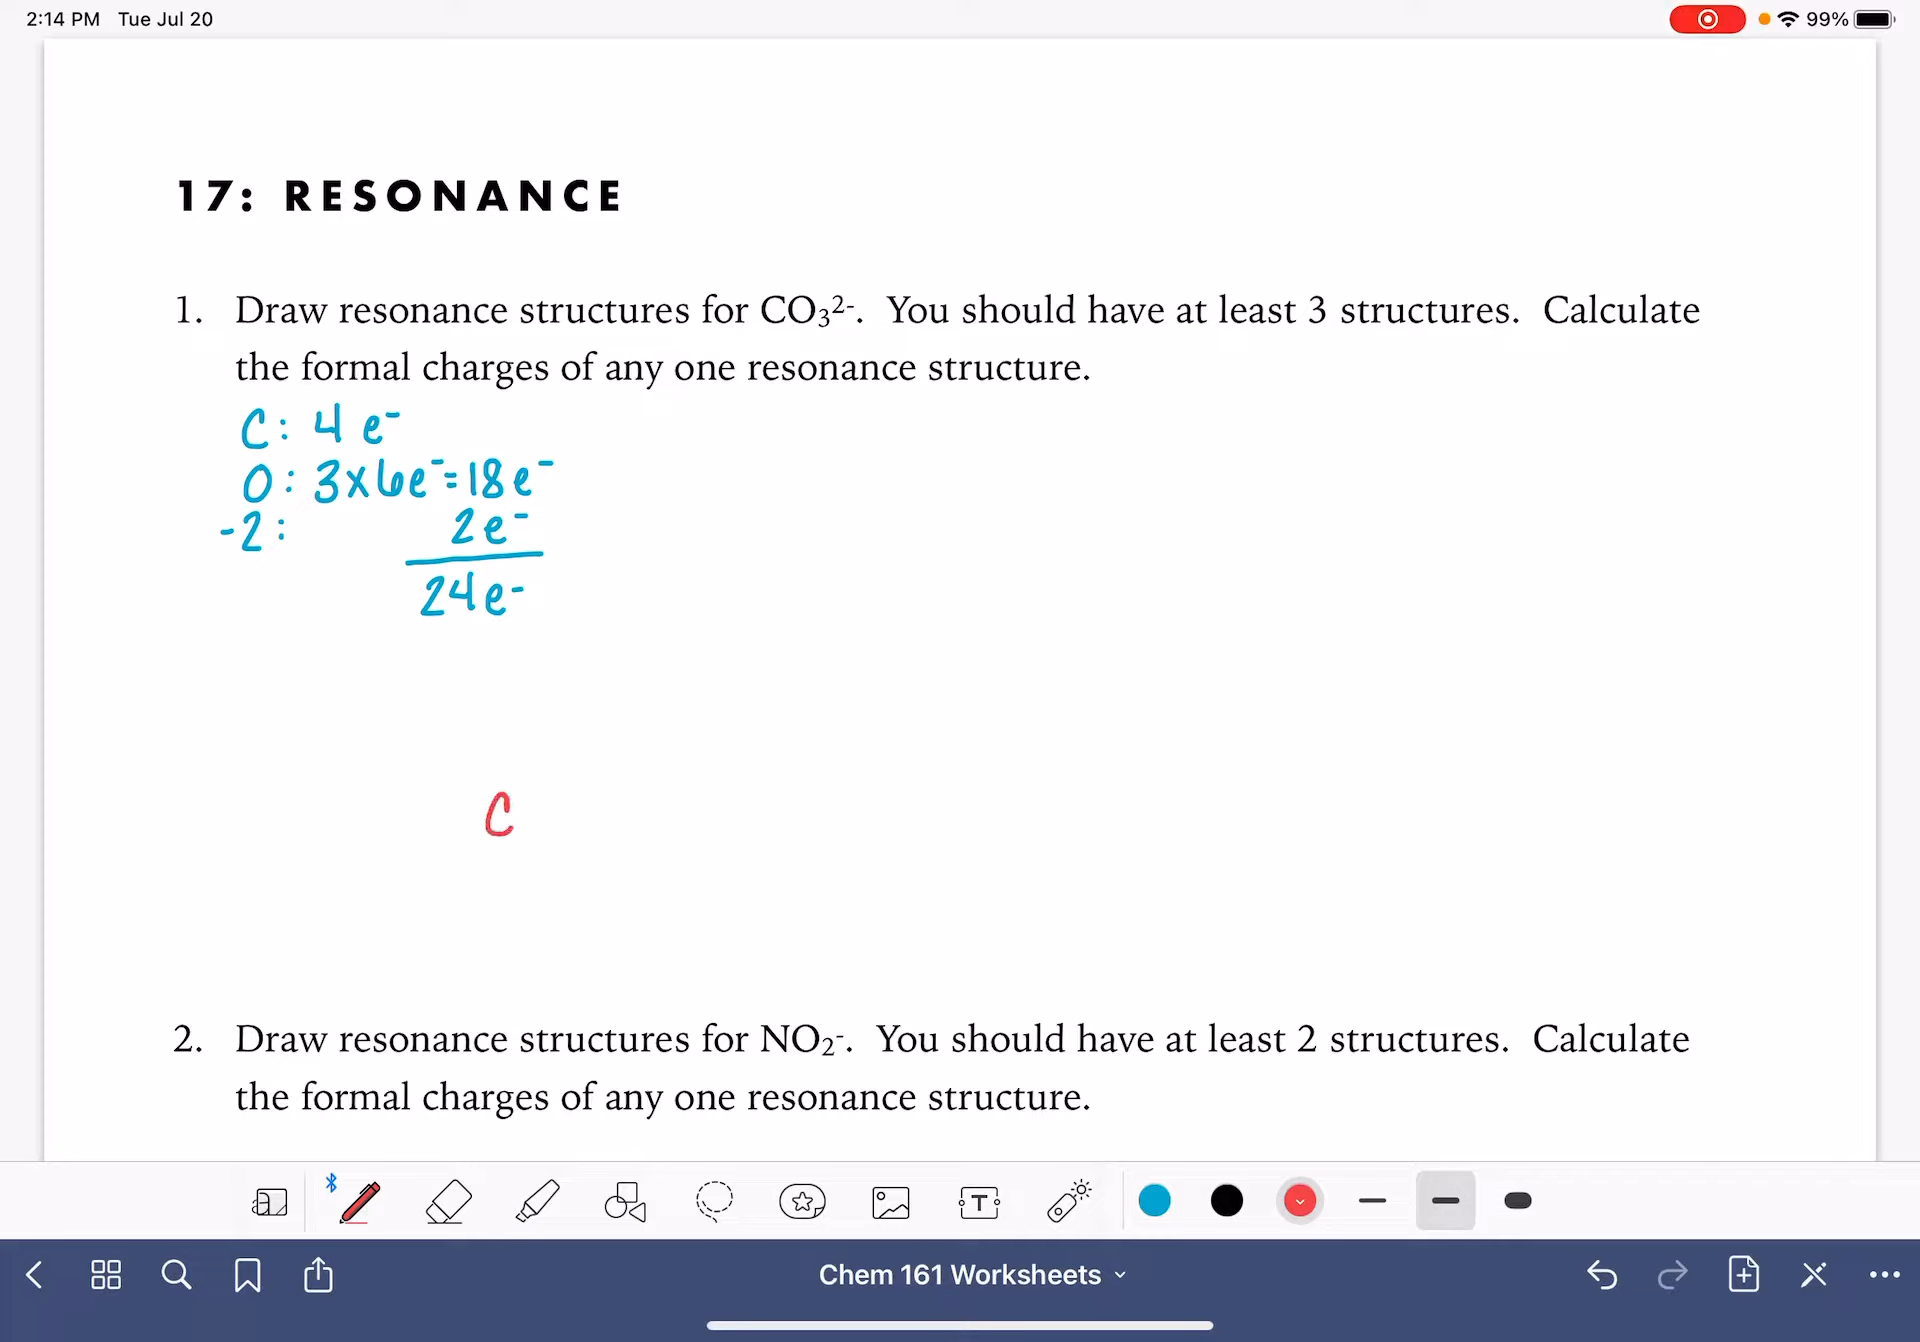 2:14 PM Tue Jul 20
99%
17: RESONANCE
1. Draw resonance structures for CO₃²⁻. You should have at least 3 structures. Calculate
the formal charges of any one resonance structure.
C: 4 e⁻
O: 3x6e⁻=18e⁻
-2: 2e⁻
24e⁻
C
2. Draw resonance structures for NO₂⁻. You should have at least 2 structures. Calculate
the formal charges of any one resonance structure.
a
T
Chem 161 Worksheets